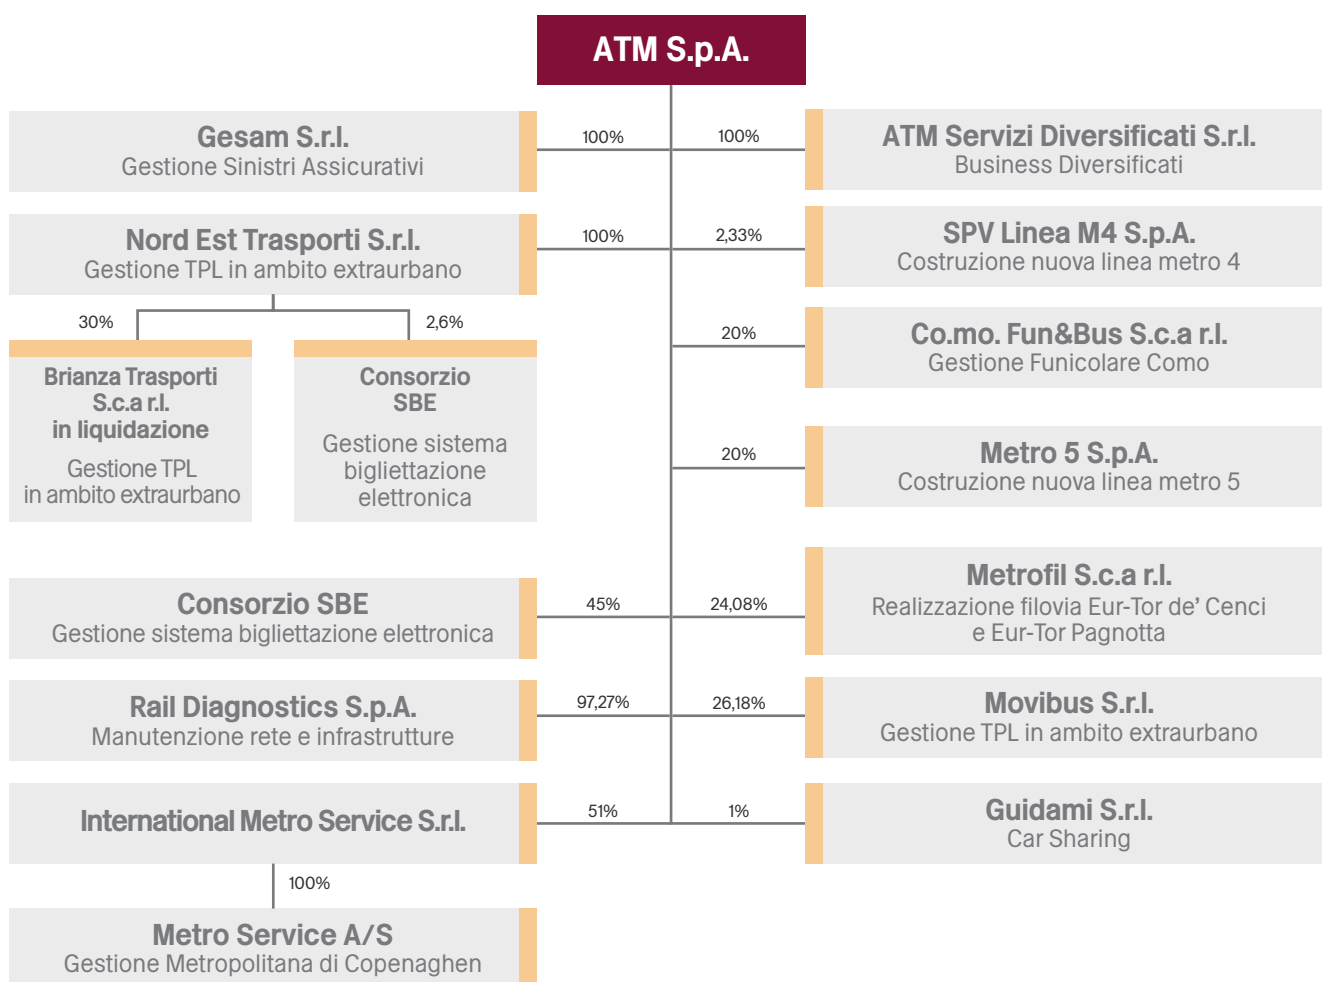 ATM S.p.A.
Gesam S.r.l.
Gestione Sinistri Assicurativi
100%
100%
ATM Servizi Diversificati S.r.l.
Business Diversificati
Nord Est Trasporti S.r.l.
Gestione TPL in ambito extraurbano
100%
2,33%
SPV Linea M4 S.p.A.
Costruzione nuova linea metro 4
30%
2,6%
Brianza Trasporti
S.c.a r.l.
in liquidazione
Gestione TPL
in ambito extraurbano
Consorzio
SBE
Gestione sistema
bigliettazione
elettronica
20%
Co.mo. Fun&Bus S.c.a r.l.
Gestione Funicolare Como
20%
Metro 5 S.p.A.
Costruzione nuova linea metro 5
Consorzio SBE
Gestione sistema bigliettazione elettronica
45%
24,08%
Metrofil S.c.a r.l.
Realizzazione filovia Eur-Tor de’ Cenci
e Eur-Tor Pagnotta
Rail Diagnostics S.p.A.
Manutenzione rete e infrastrutture
97,27%
26,18%
Movibus S.r.l.
Gestione TPL in ambito extraurbano
International Metro Service S.r.l.
51%
1%
Guidami S.r.l.
Car Sharing
100%
Metro Service A/S
Gestione Metropolitana di Copenaghen